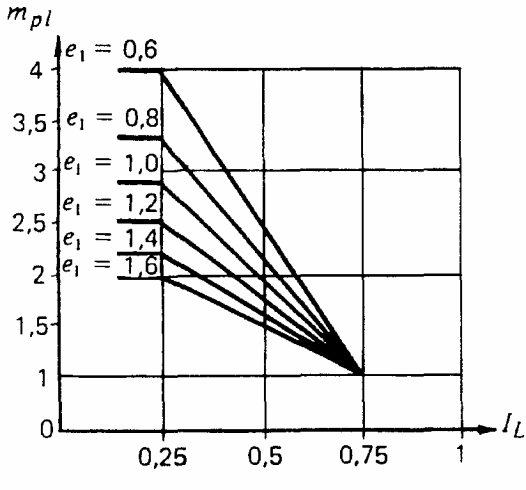 m_pl
e₁ = 0,6
4
e₁ = 0,8
3,5
e₁ = 1,0
3
e₁ = 1,2
2,5
e₁ = 1,4
e₁ = 1,6
2
1,5
1
0
0,25
0,5
0,75
1
I_L